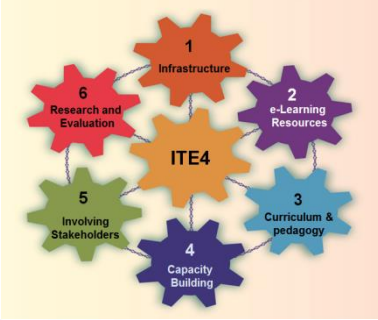 1
Infrastructure
2
e-Learning
Resources
3
Curriculum &
pedagogy
4
Capacity
Building
5
Involving
Stakeholders
6
Research and
Evaluation
ITE4